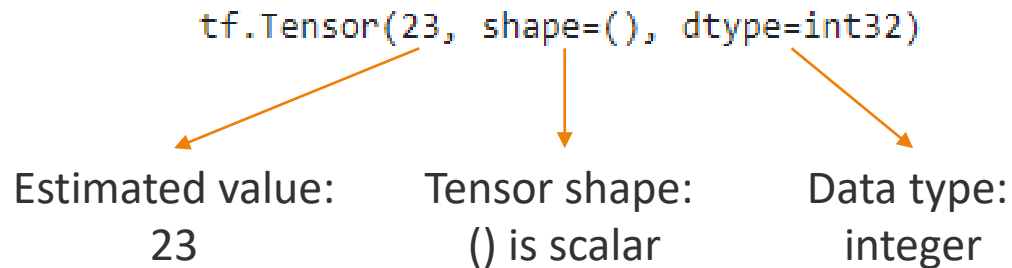 tf.Tensor(23, shape=(), dtype=int32)
Estimated value:
23
Tensor shape:
() is scalar
Data type:
integer